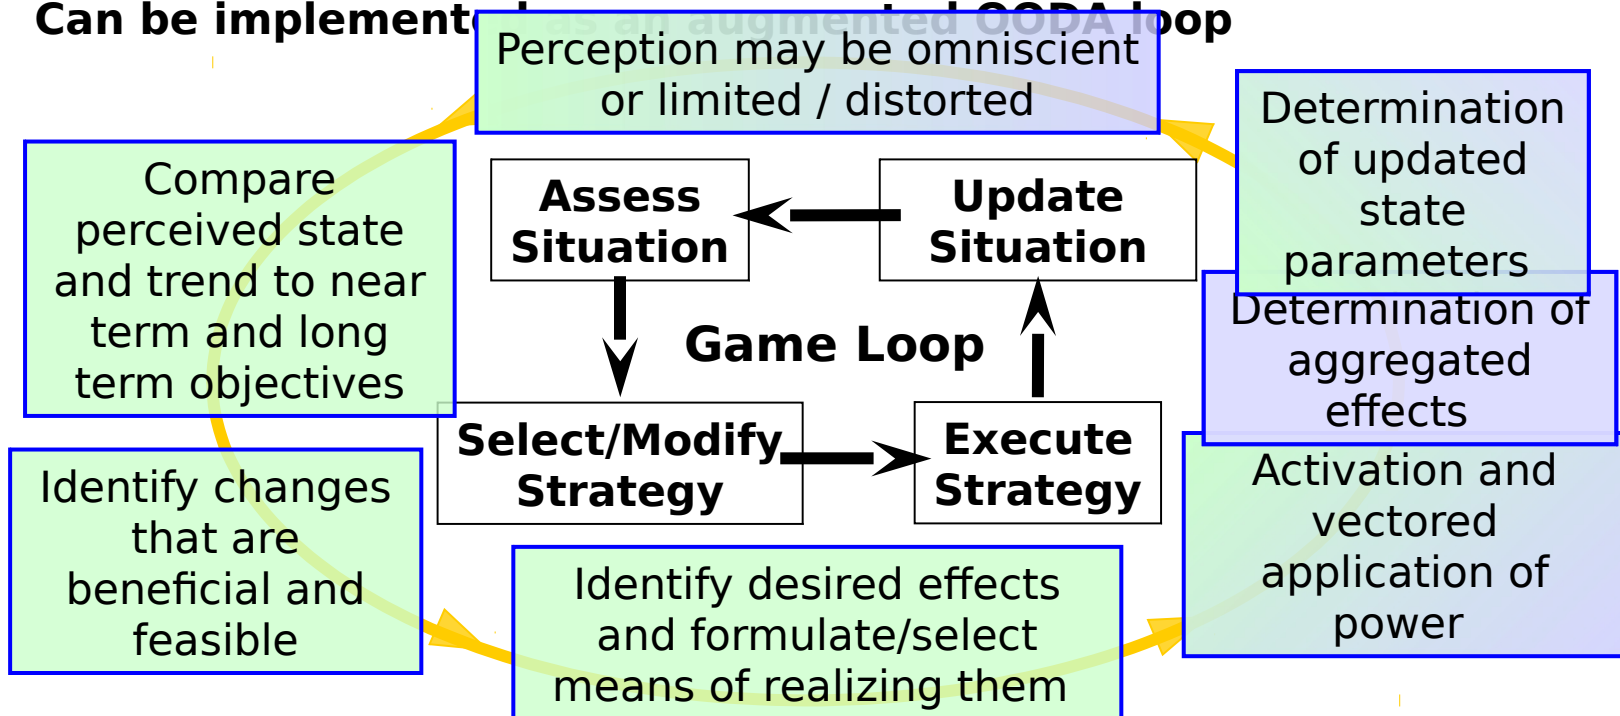 Can be implemented as an augmented OODA loop
Perception may be omniscient
or limited / distorted
Determination
of updated
state
parameters
Compare
perceived state
and trend to near
term and long
term objectives
Assess
Situation
Update
Situation
Game Loop
Determination of
aggregated
effects
Select/Modify
Strategy
Execute
Strategy
Identify changes
that are
beneficial and
feasible
Activation and
vectored
application of
power
Identify desired effects
and formulate/select
means of realizing them